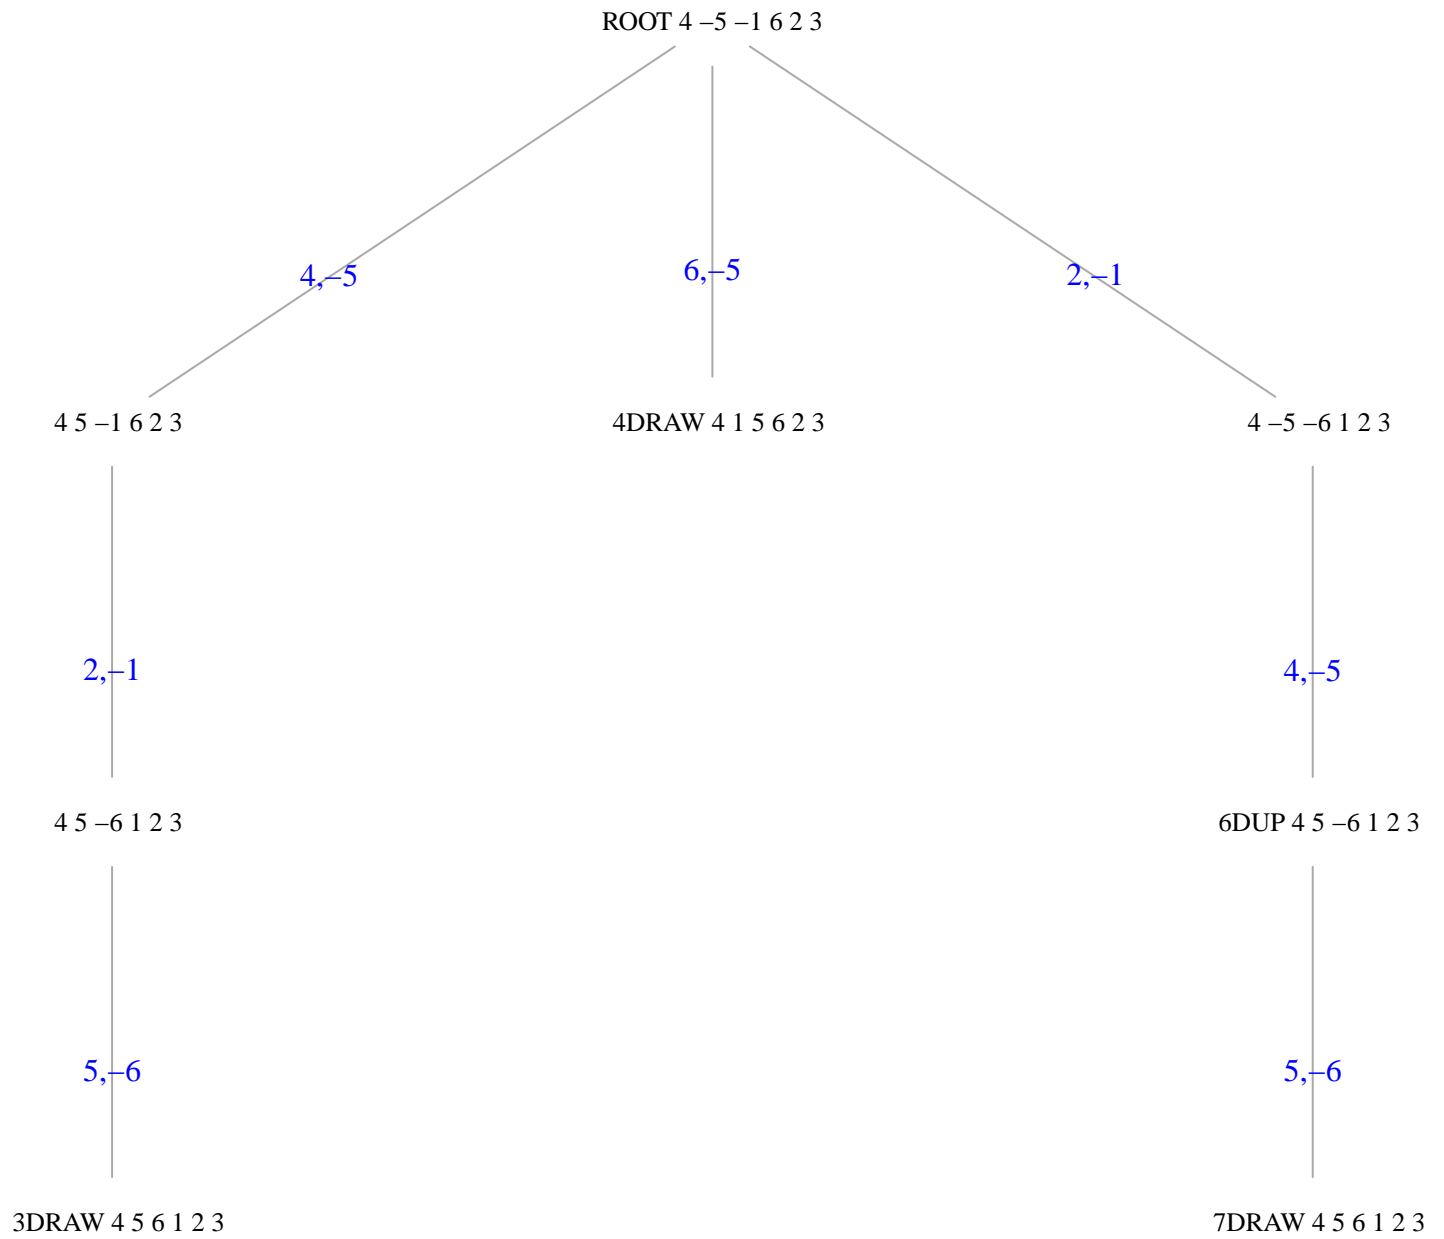 ROOT 4 –5 –1 6 2 3
4,–5
6,–5
2,–1
4 5 –1 6 2 3
4DRAW 4 1 5 6 2 3
4 –5 –6 1 2 3
2,–1
4,–5
4 5 –6 1 2 3
6DUP 4 5 –6 1 2 3
5,–6
5,–6
3DRAW 4 5 6 1 2 3
7DRAW 4 5 6 1 2 3